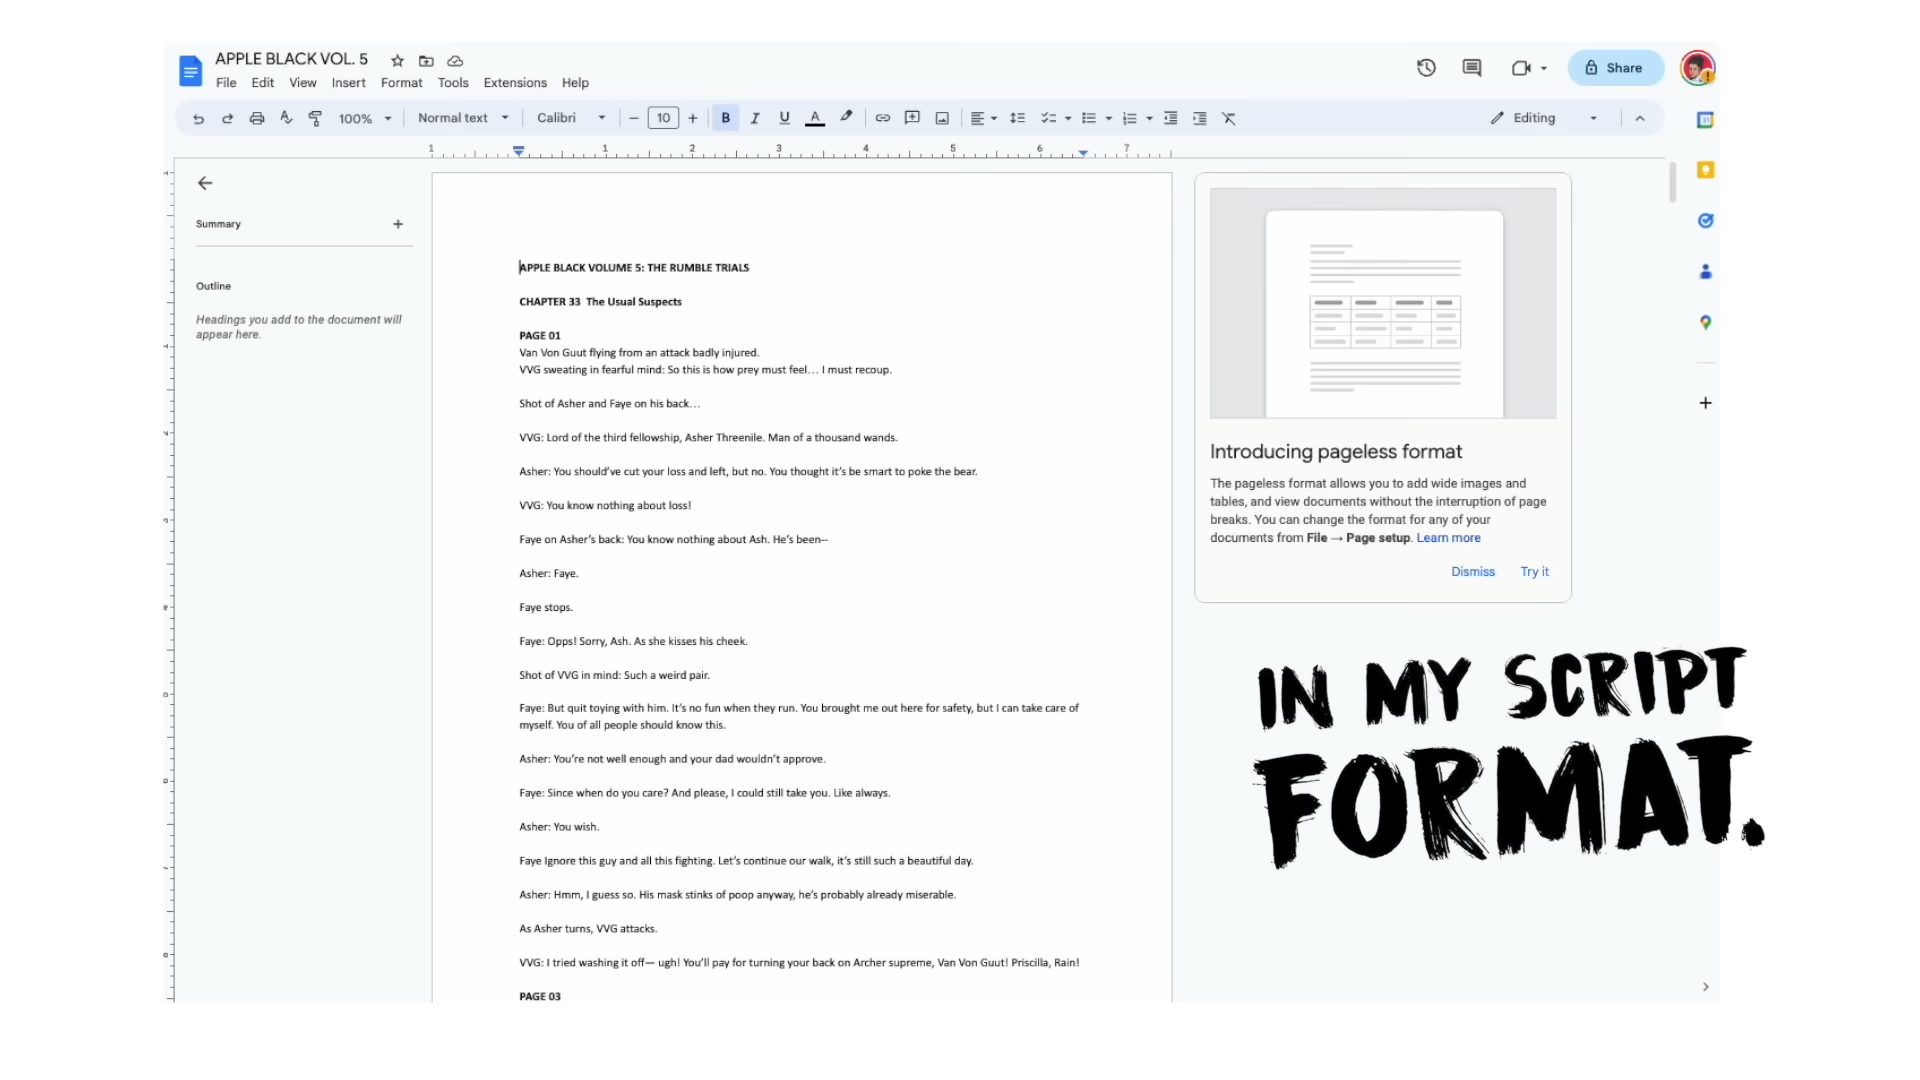 APPLE BLACK VOL. 5
File Edit View Insert Format Tools Extensions Help
Share
100% Normal text Calibri 10 B I U A Editing
1 1 2 3 4 5 6 7
Summary
Outline
Headings you add to the document will
appear here.
APPLE BLACK VOLUME 5: THE RUMBLE TRIALS
CHAPTER 33 The Usual Suspects
PAGE 01
Van Von Guut flying from an attack badly injured.
VVG sweating in fearful mind: So this is how prey must feel… I must recoup.
Shot of Asher and Faye on his back…
VVG: Lord of the third fellowship, Asher Threenile. Man of a thousand wands.
Asher: You should’ve cut your loss and left, but no. You thought it’s be smart to poke the bear.
VVG: You know nothing about loss!
Faye on Asher’s back: You know nothing about Ash. He’s been--
Asher: Faye.
Faye stops.
Faye: Opps! Sorry, Ash. As she kisses his cheek.
Shot of VVG in mind: Such a weird pair.
Faye: But quit toying with him. It’s no fun when they run. You brought me out here for safety, but I can take care of
myself. You of all people should know this.
Asher: You’re not well enough and your dad wouldn’t approve.
Faye: Since when do you care? And please, I could still take you. Like always.
Asher: You wish.
Faye Ignore this guy and all this fighting. Let’s continue our walk, it’s still such a beautiful day.
Asher: Hmm, I guess so. His mask stinks of poop anyway, he’s probably already miserable.
As Asher turns, VVG attacks.
VVG: I tried washing it off— ugh! You’ll pay for turning your back on Archer supreme, Van Von Guut! Priscilla, Rain!
PAGE 03
Introducing pageless format
The pageless format allows you to add wide images and
tables, and view documents without the interruption of page
breaks. You can change the format for any of your
documents from File → Page setup. Learn more
Dismiss Try it
IN MY SCRIPT
FORMAT.